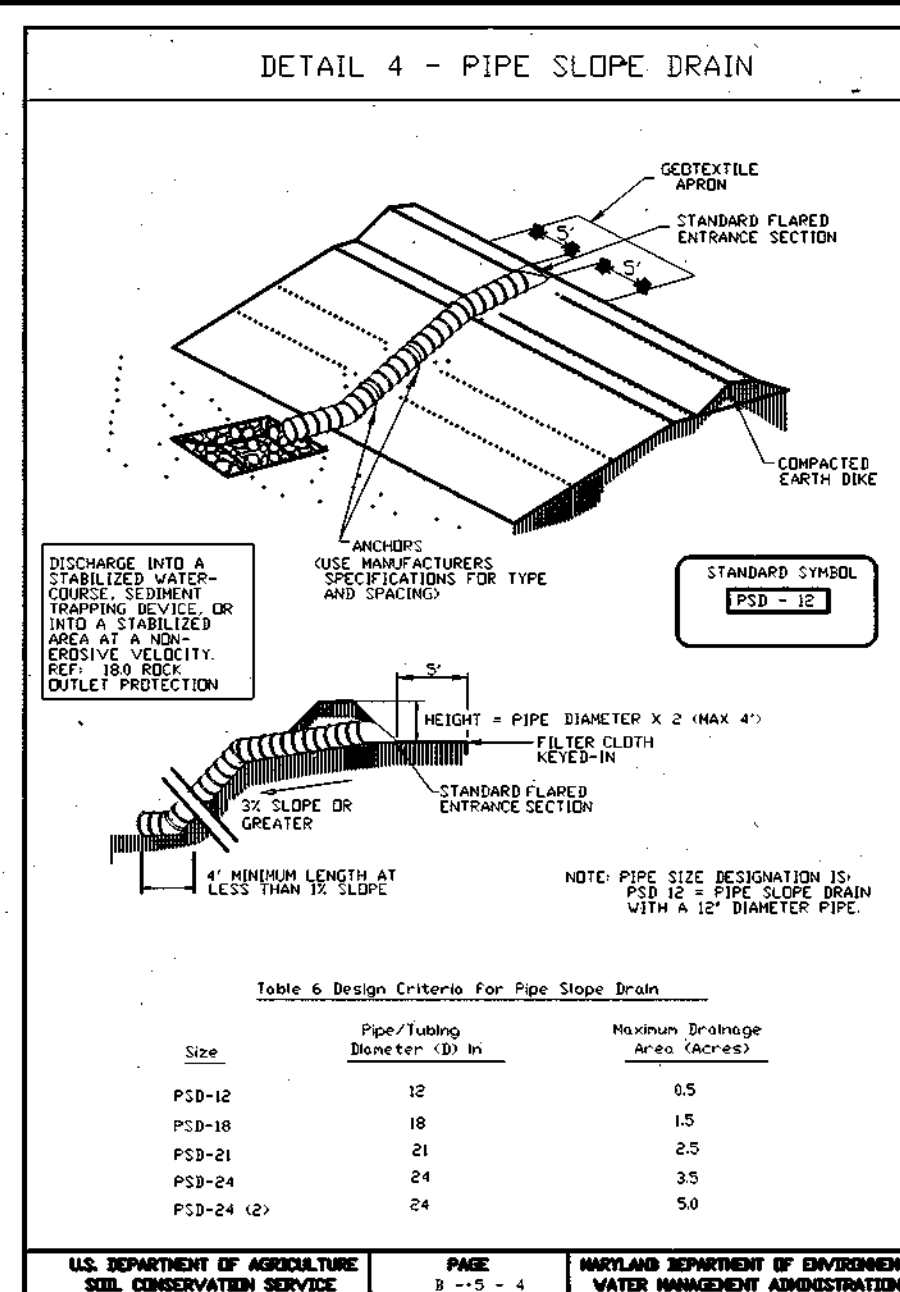 DETAIL 4 - PIPE SLOPE DRAIN
GEOTEXTILE
APRON
STANDARD FLARED
ENTRANCE SECTION
5'
5'
COMPACTED
EARTH DIKE
ANCHORS
(USE MANUFACTURERS
SPECIFICATIONS FOR TYPE
AND SPACING)
DISCHARGE INTO A
STABILIZED WATER-
COURSE, SEDIMENT
TRAPPING DEVICE, OR
INTO A STABILIZED
AREA AT A NON-
EROSIVE VELOCITY.
REF: 18.0 ROCK
OUTLET PROTECTION
STANDARD SYMBOL
PSD - 12
5'
HEIGHT = PIPE DIAMETER X 2 (MAX 4')
FILTER CLOTH
KEYED-IN
STANDARD FLARED
ENTRANCE SECTION
3% SLOPE OR
GREATER
4' MINIMUM LENGTH AT
LESS THAN 1% SLOPE
NOTE: PIPE SIZE DESIGNATION IS:
PSD 12 = PIPE SLOPE DRAIN
WITH A 12" DIAMETER PIPE.
Table 6 Design Criteria For Pipe Slope Drain
Size Pipe/Tubing Diameter (D) In Maximum Drainage Area (Acres)
PSD-12 12 0.5
PSD-18 18 1.5
PSD-21 21 2.5
PSD-24 24 3.5
PSD-24 (2) 24 5.0
U.S. DEPARTMENT OF AGRICULTURE
SOIL CONSERVATION SERVICE
PAGE
B - 5 - 4
MARYLAND DEPARTMENT OF ENVIRONMEN
WATER MANAGEMENT ADMINISTRATION